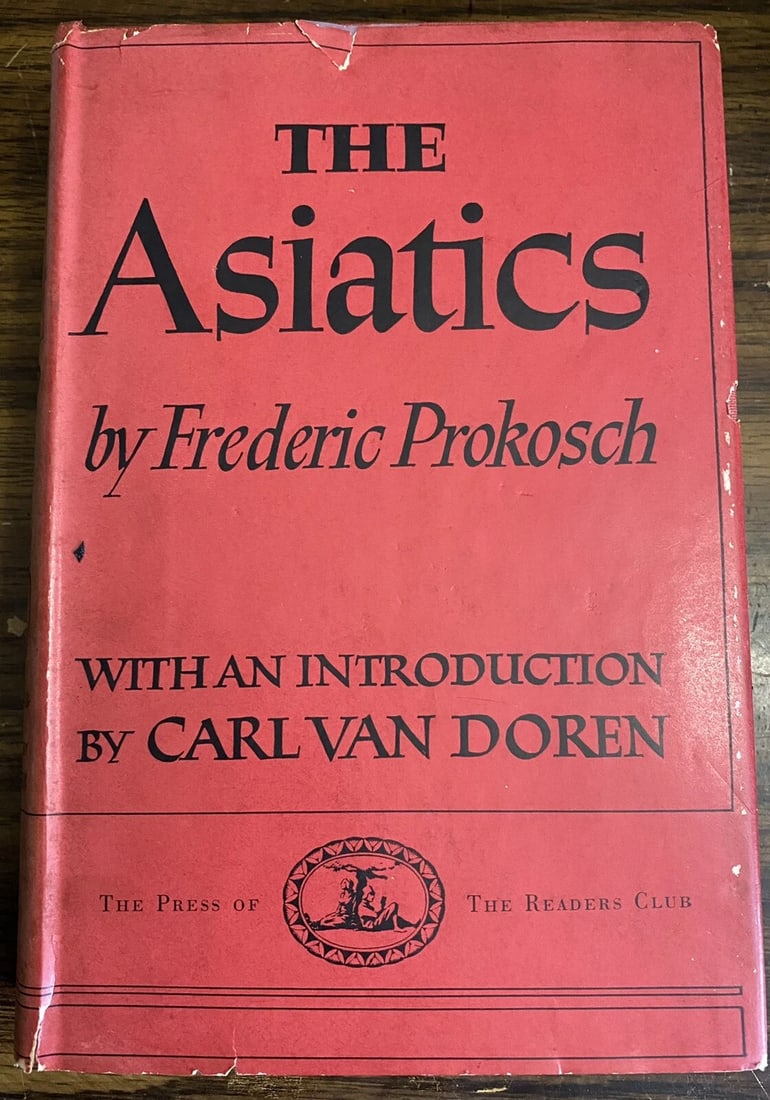 THE
Asiatics
by Frederic Prokosch
WITH AN INTRODUCTION
BY CARL VAN DOREN
THE PRESS OF THE READERS CLUB